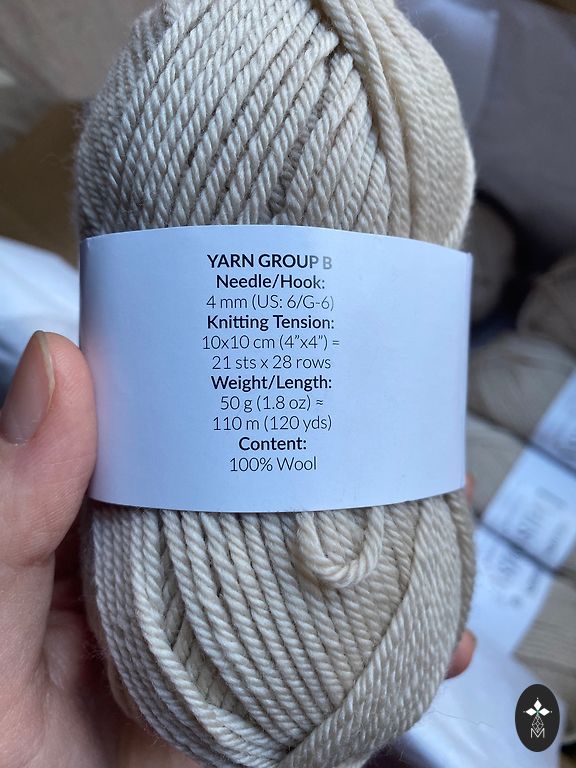 YARN GROUP B
Needle/Hook:
4 mm (US: 6/G-6)
Knitting Tension:
10x10 cm (4”x4”) =
21 sts x 28 rows
Weight/Length:
50 g (1.8 oz) ≈
110 m (120 yds)
Content:
100% Wool